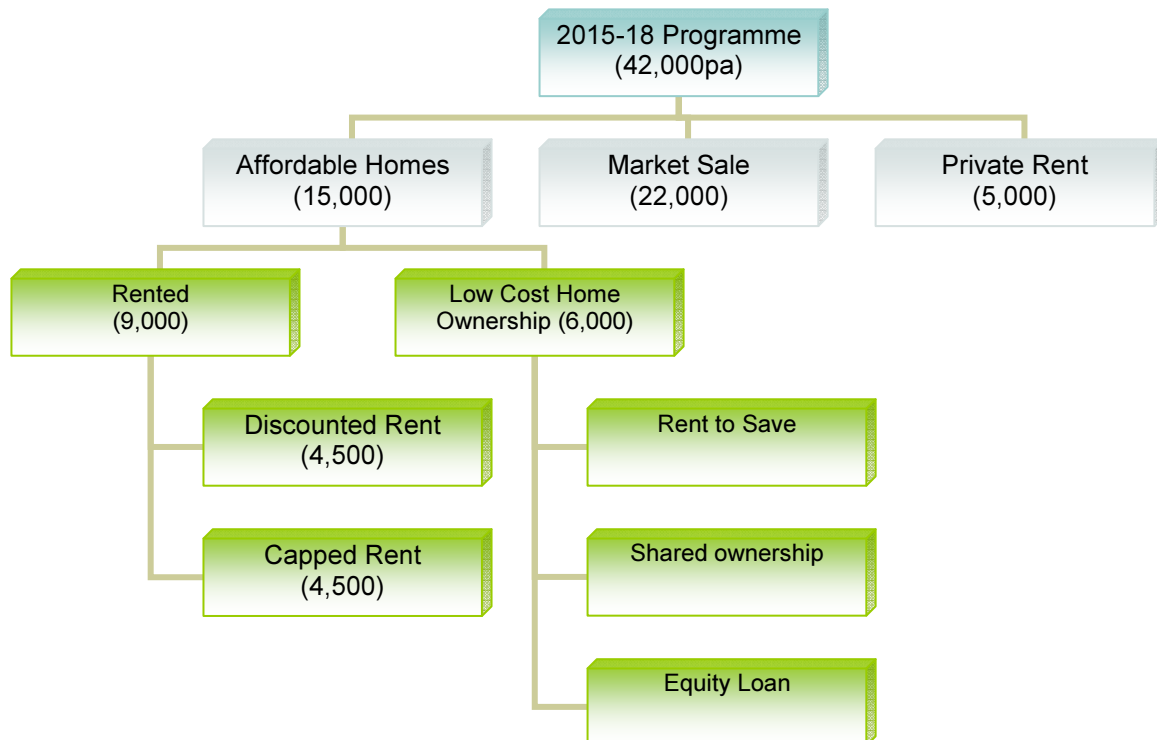 2015-18 Programme
(42,000pa)
Affordable Homes
(15,000)
Market Sale
(22,000)
Private Rent
(5,000)
Rented
(9,000)
Low Cost Home
Ownership (6,000)
Discounted Rent
(4,500)
Rent to Save
Capped Rent
(4,500)
Shared ownership
Equity Loan